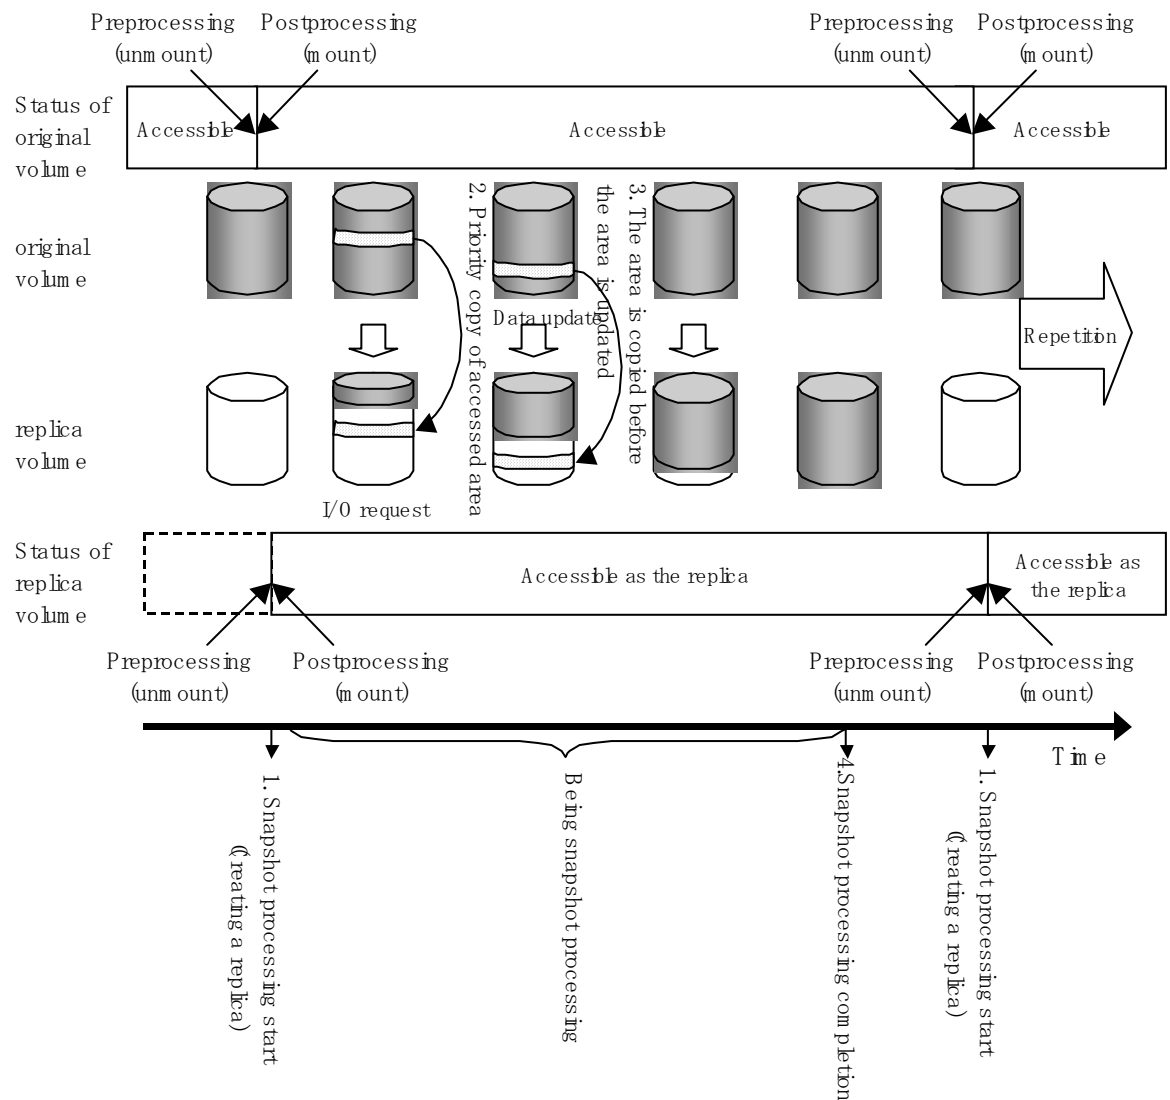 Preprocessing
(unmount)
Postprocessing
(mount)
Preprocessing
(unmount)
Postprocessing
(mount)
Status of
original
volume
Accessible
Accessible
Accessible
original
volume
2. Priority copy of accessed area
Data update
3. The area is copied before
the area is updated
Repetition
replica
volume
I/O request
Status of
replica
volume
Accessible as the replica
Accessible as
the replica
Preprocessing
(unmount)
Postprocessing
(mount)
Preprocessing
(unmount)
Postprocessing
(mount)
Time
1. Snapshot processing start
(Creating a replica)
Being snapshot processing
4.Snapshot processing completion
1. Snapshot processing start
(Creating a replica)